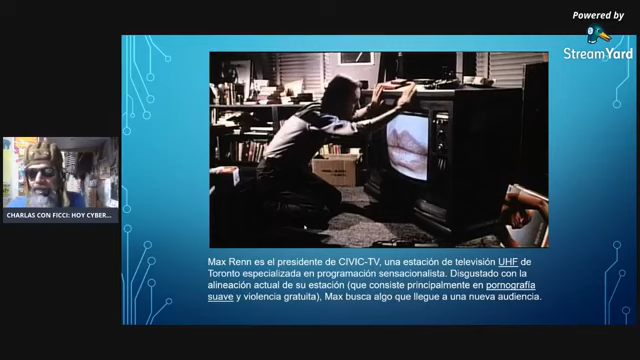 Powered by
StreamYard
CHARLAS CON FICCI: HOY CYBER...
Max Renn es el presidente de CIVIC-TV, una estación de televisión UHF de
Toronto especializada en programación sensacionalista. Disgustado con la
alineación actual de su estación (que consiste principalmente en pornografía
suave y violencia gratuita), Max busca algo que llegue a una nueva audiencia.